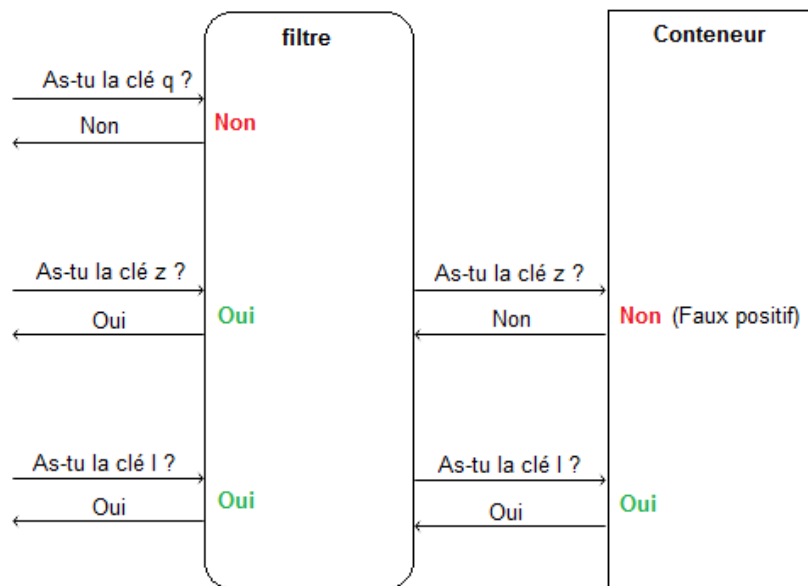 filtre
Conteneur
As-tu la clé q ?
Non
Non
As-tu la clé z ?
Oui
Oui
As-tu la clé z ?
Non
Non (Faux positif)
As-tu la clé l ?
Oui
Oui
As-tu la clé l ?
Oui
Oui